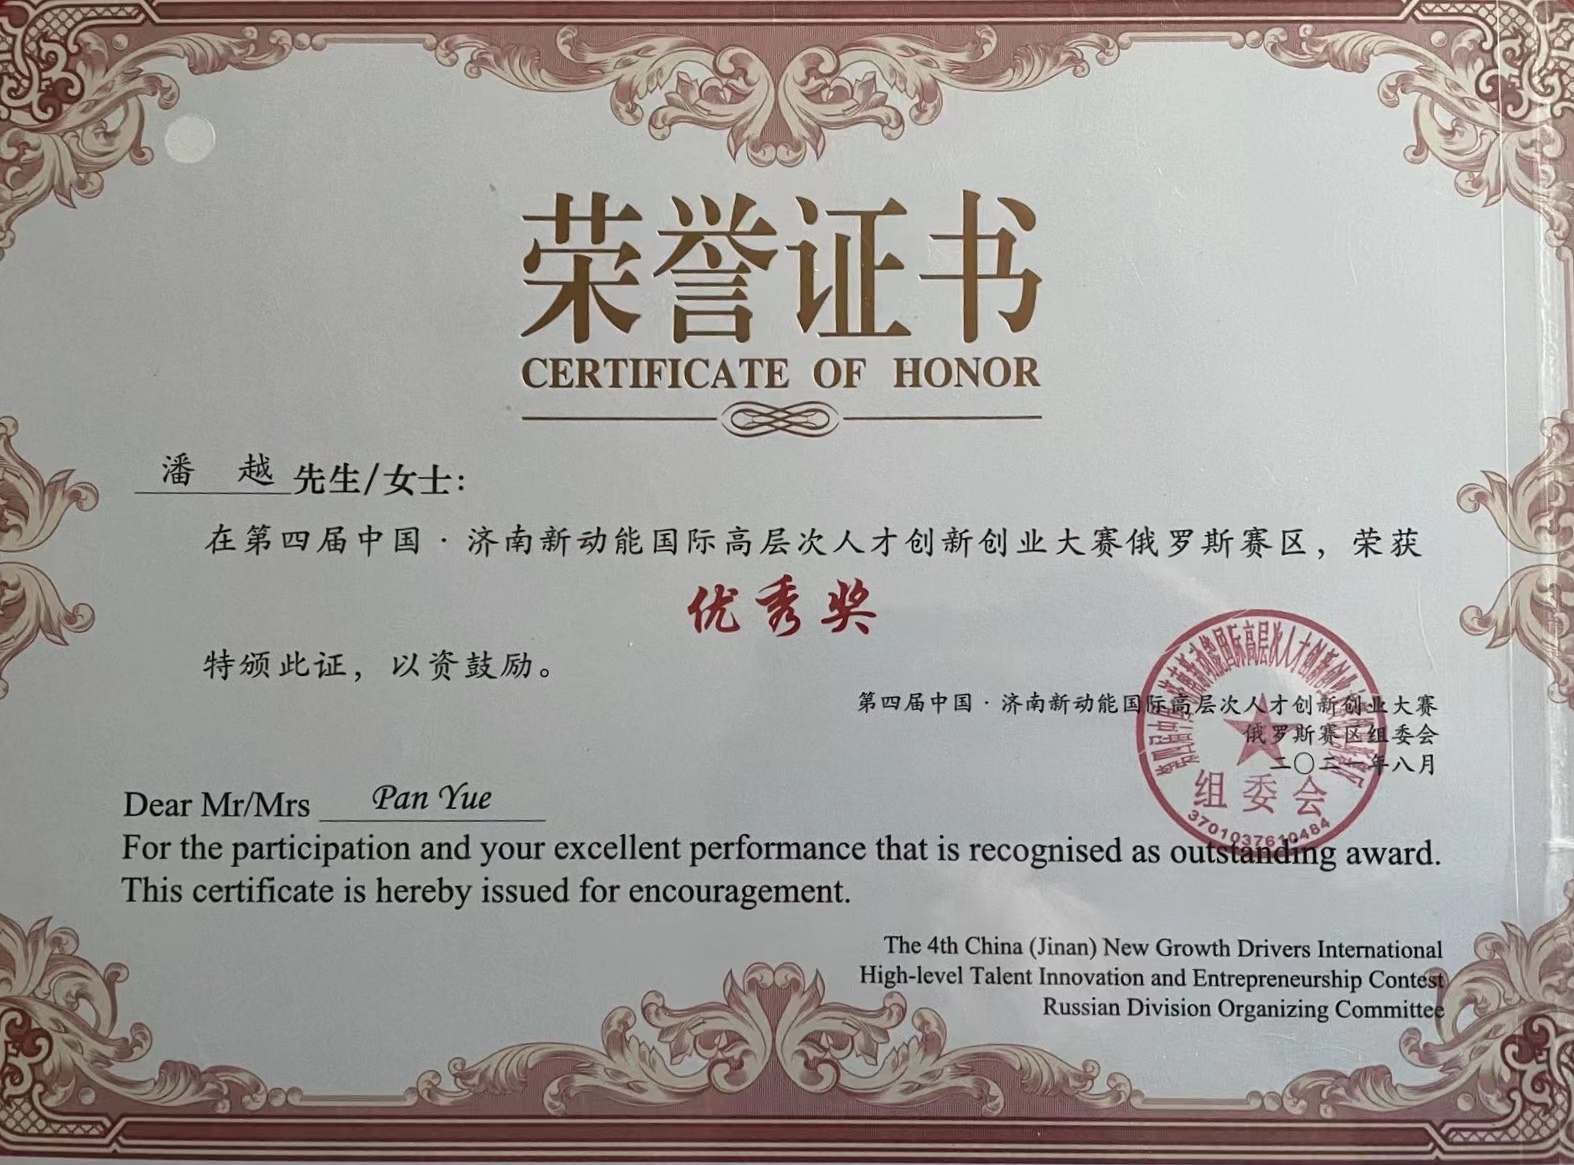 荣誉证书
CERTIFICATE OF HONOR
潘 越 先生/女士:
在第四届中国·济南新动能国际高层次人才创新创业大赛俄罗斯赛区，荣获
优秀奖
特颁此证，以资鼓励。
第四届中国·济南新动能国际高层次人才创新创业大赛
俄罗斯赛区组委会
二〇二一年八月
组委会
3701037610484
Dear Mr/Mrs Pan Yue
For the participation and your excellent performance that is recognised as outstanding award.
This certificate is hereby issued for encouragement.
The 4th China (Jinan) New Growth Drivers International
High-level Talent Innovation and Entrepreneurship Contest
Russian Division Organizing Committee